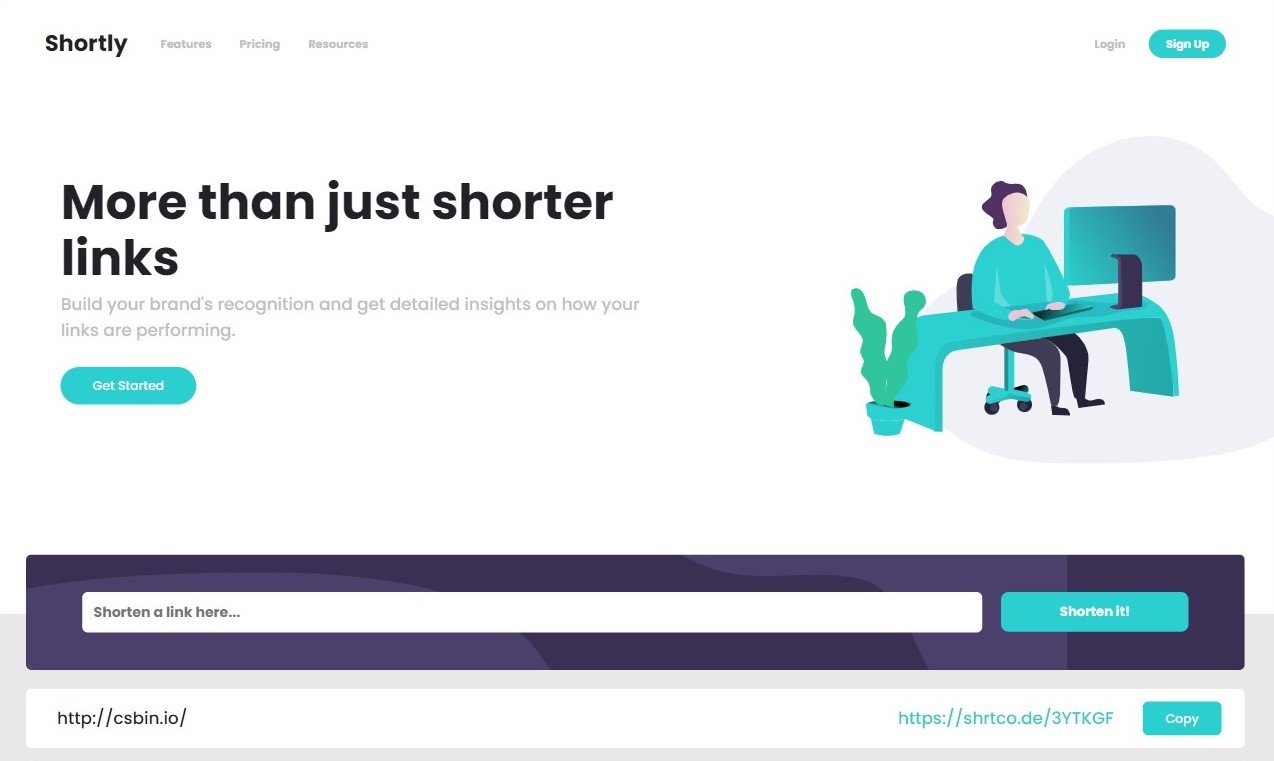 Shortly Features Pricing Resources Login Sign Up
More than just shorter
links
Build your brand's recognition and get detailed insights on how your
links are performing.
Get Started
Shorten a link here... Shorten it!
http://csbin.io/ https://shrtco.de/3YTKGF Copy